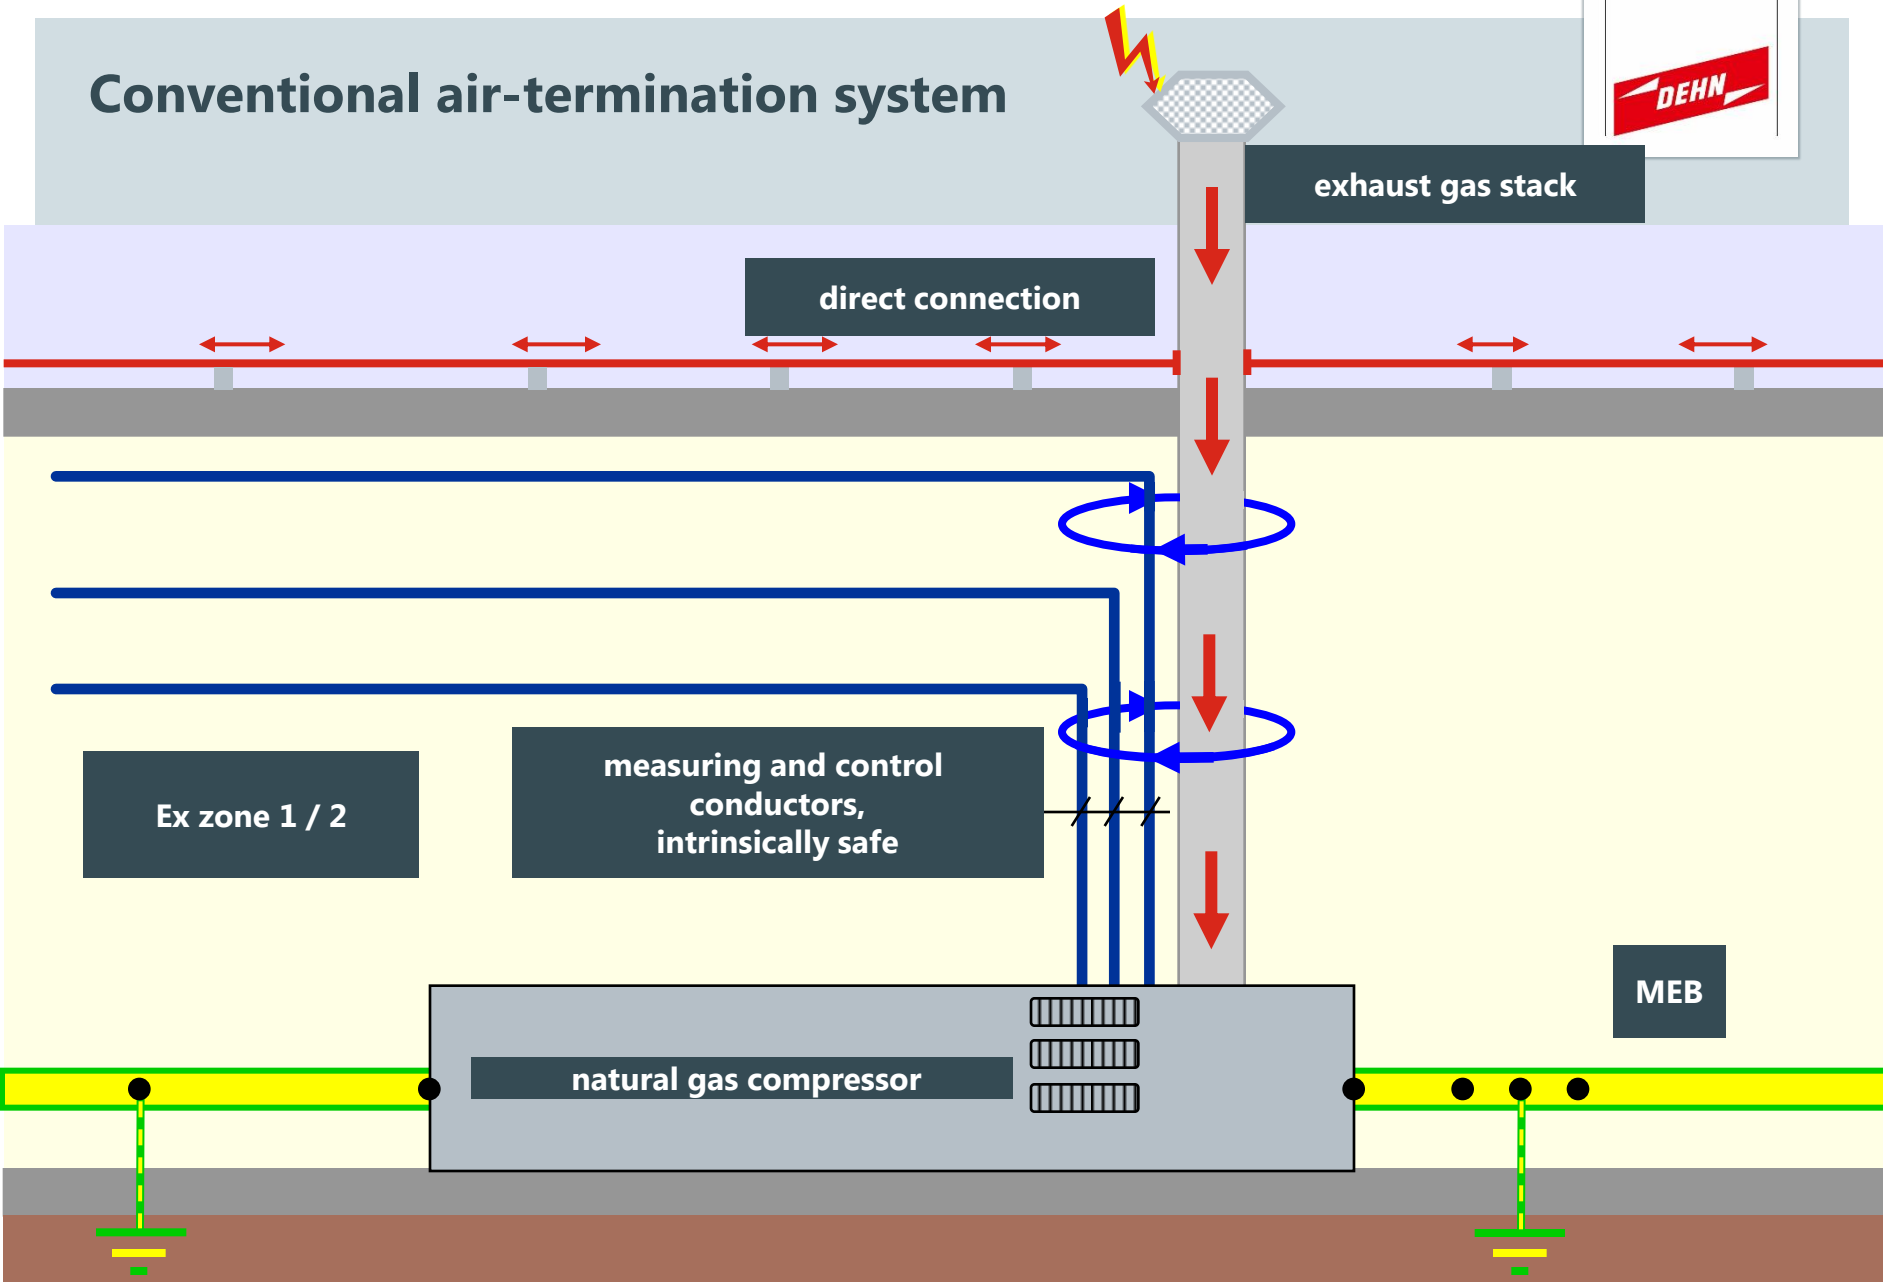 Conventional air-termination system
DEHN
exhaust gas stack
direct connection
measuring and control
conductors,
intrinsically safe
Ex zone 1 / 2
MEB
natural gas compressor